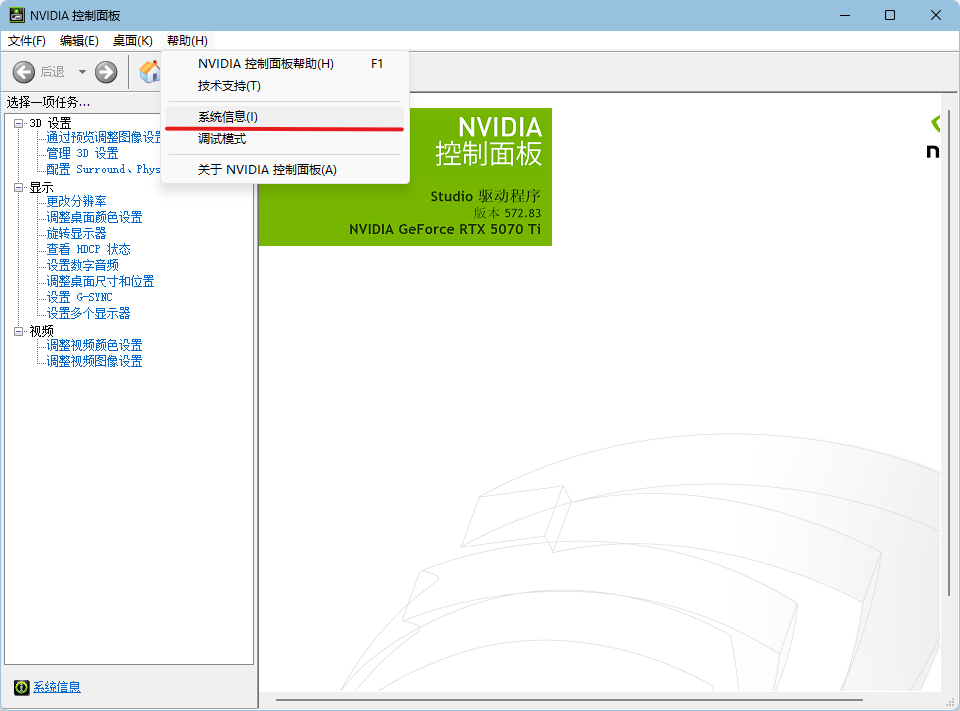 NVIDIA 控制面板
文件(F) 编辑(E) 桌面(K) 帮助(H)
后退
NVIDIA 控制面板帮助(H) F1
技术支持(T)
系统信息(I)
调试模式
关于 NVIDIA 控制面板(A)
选择一项任务...
3D 设置
通过预览调整图像设置
管理 3D 设置
配置 Surround、Phys
显示
更改分辨率
调整桌面颜色设置
旋转显示器
查看 HDCP 状态
设置数字音频
调整桌面尺寸和位置
设置 G-SYNC
设置多个显示器
视频
调整视频颜色设置
调整视频图像设置
系统信息
NVIDIA
控制面板
Studio 驱动程序
版本 572.83
NVIDIA GeForce RTX 5070 Ti
n